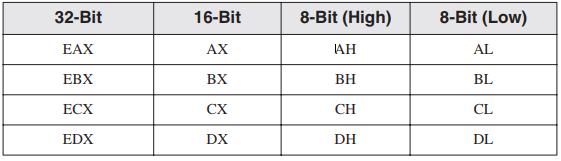 32-Bit 16-Bit 8-Bit (High) 8-Bit (Low)
EAX AX AH AL
EBX BX BH BL
ECX CX CH CL
EDX DX DH DL